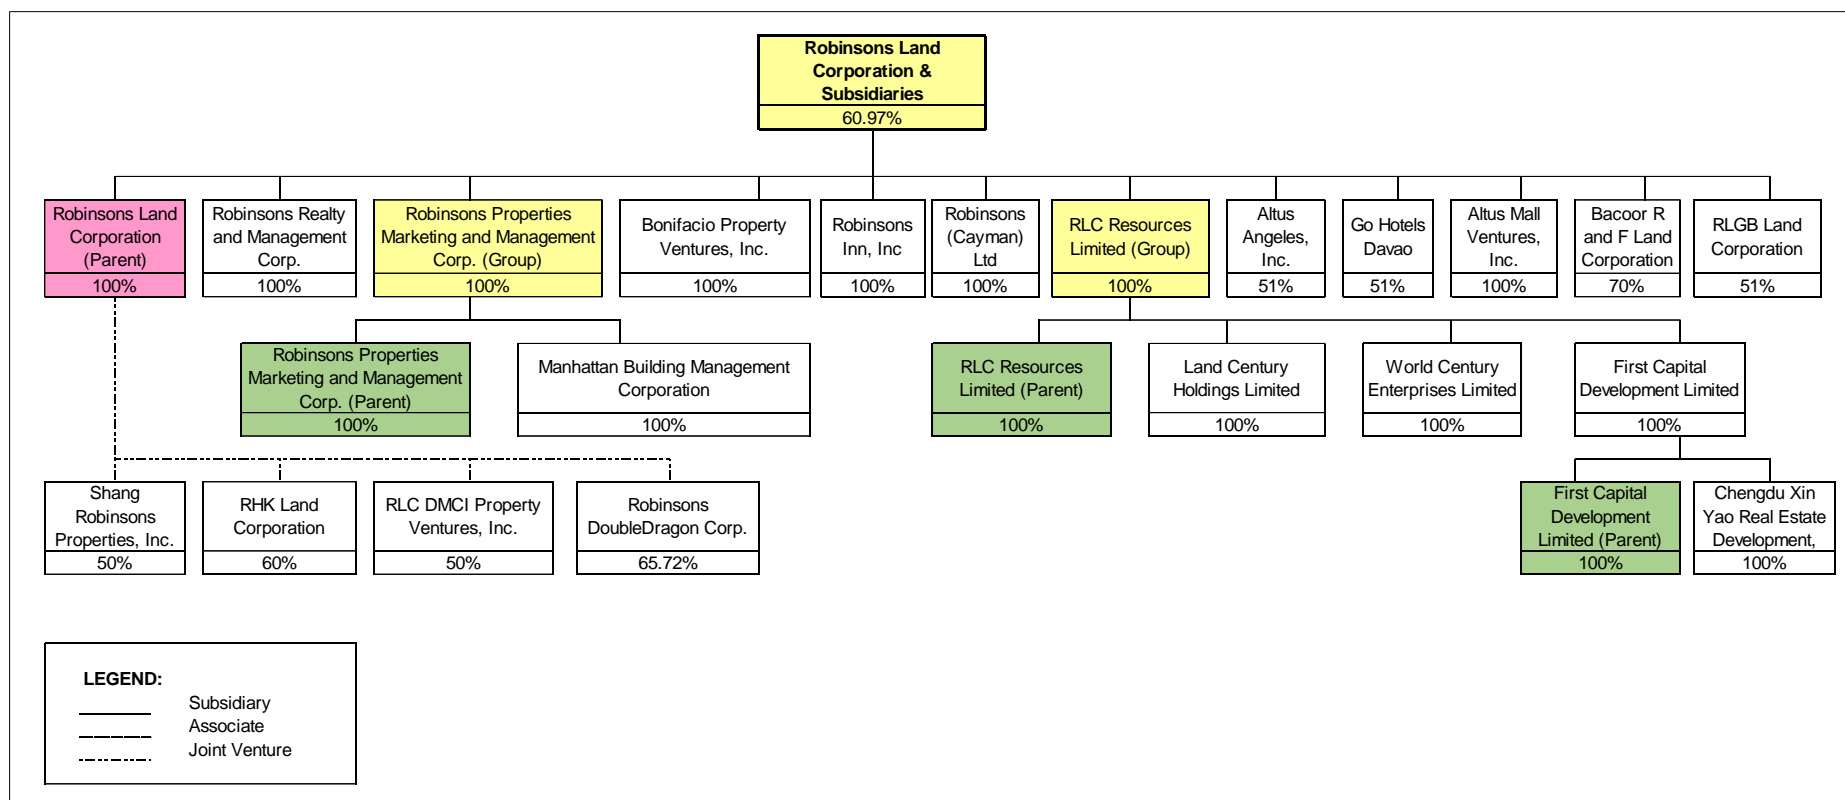 Robinsons Land
Corporation &
Subsidiaries
60.97%
Robinsons Land
Corporation
(Parent)
100%
Robinsons Realty
and Management
Corp.
100%
Robinsons Properties
Marketing and Management
Corp. (Group)
100%
Bonifacio Property
Ventures, Inc.
100%
Robinsons
Inn, Inc
100%
Robinsons
(Cayman)
Ltd
100%
RLC Resources
Limited (Group)
100%
Altus
Angeles,
Inc.
51%
Go Hotels
Davao
51%
Altus Mall
Ventures,
Inc.
100%
Bacoor R
and F Land
Corporation
70%
RLGB Land
Corporation
51%
Robinsons Properties
Marketing and Management
Corp. (Parent)
100%
Manhattan Building Management
Corporation
100%
RLC Resources
Limited (Parent)
100%
Land Century
Holdings Limited
100%
World Century
Enterprises Limited
100%
First Capital
Development Limited
100%
Shang
Robinsons
Properties, Inc.
50%
RHK Land
Corporation
60%
RLC DMCI Property
Ventures, Inc.
50%
Robinsons
DoubleDragon Corp.
65.72%
First Capital
Development
Limited (Parent)
100%
Chengdu Xin
Yao Real Estate
Development,
100%
LEGEND:
Subsidiary
Associate
Joint Venture